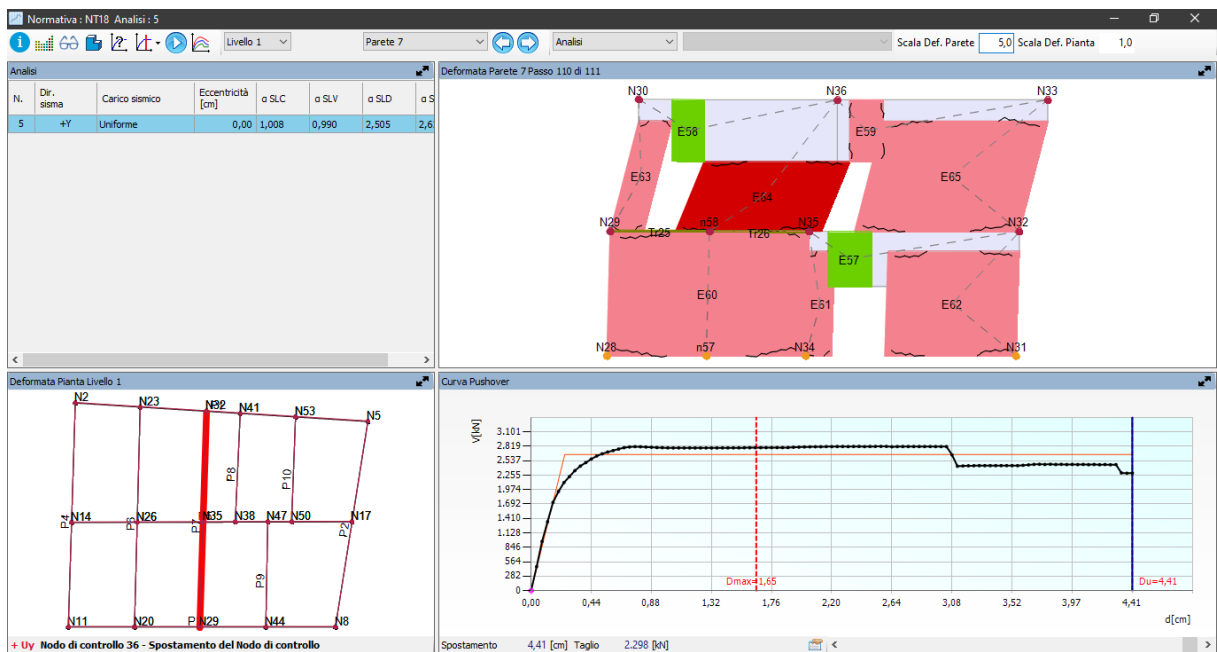 Normativa : NT18 Analisi : 5
Livello 1
Parete 7
Analisi
Scala Def. Parete 5,0 Scala Def. Pianta 1,0
Analisi
N. Dir. sisma Carico sismico Eccentricità [cm] α SLC α SLV α SLD α S
5 +Y Uniforme 0,00 1,008 0,990 2,505 2,6
Deformata Parete 7 Passo 110 di 111
N30 N36 N33
E58 E59
E63 E64 E65
N29 n58 N35 N32
Tr25 Tr26
E57
E60 E61 E62
N28 n57 N34 N31
Deformata Pianta Livello 1
N2 N23 N32 N41 N53 N5
P8 P10
N14 N26 N35 N38 N47 N50 N17
P4 P6 P7 P2
P9
N11 N20 N29 N44 N8
+ Uy Nodo di controllo 36 - Spostamento del Nodo di controllo
Curva Pushover
V[kN]
3.101
2.819
2.537
2.255
1.974
1.692
1.410
1.128
846
564
282
0
Dmax=1,65
Du=4,41
0,00 0,44 0,88 1,32 1,76 2,20 2,64 3,08 3,52 3,97 4,41
d[cm]
Spostamento 4,41 [cm] Taglio 2.298 [kN]